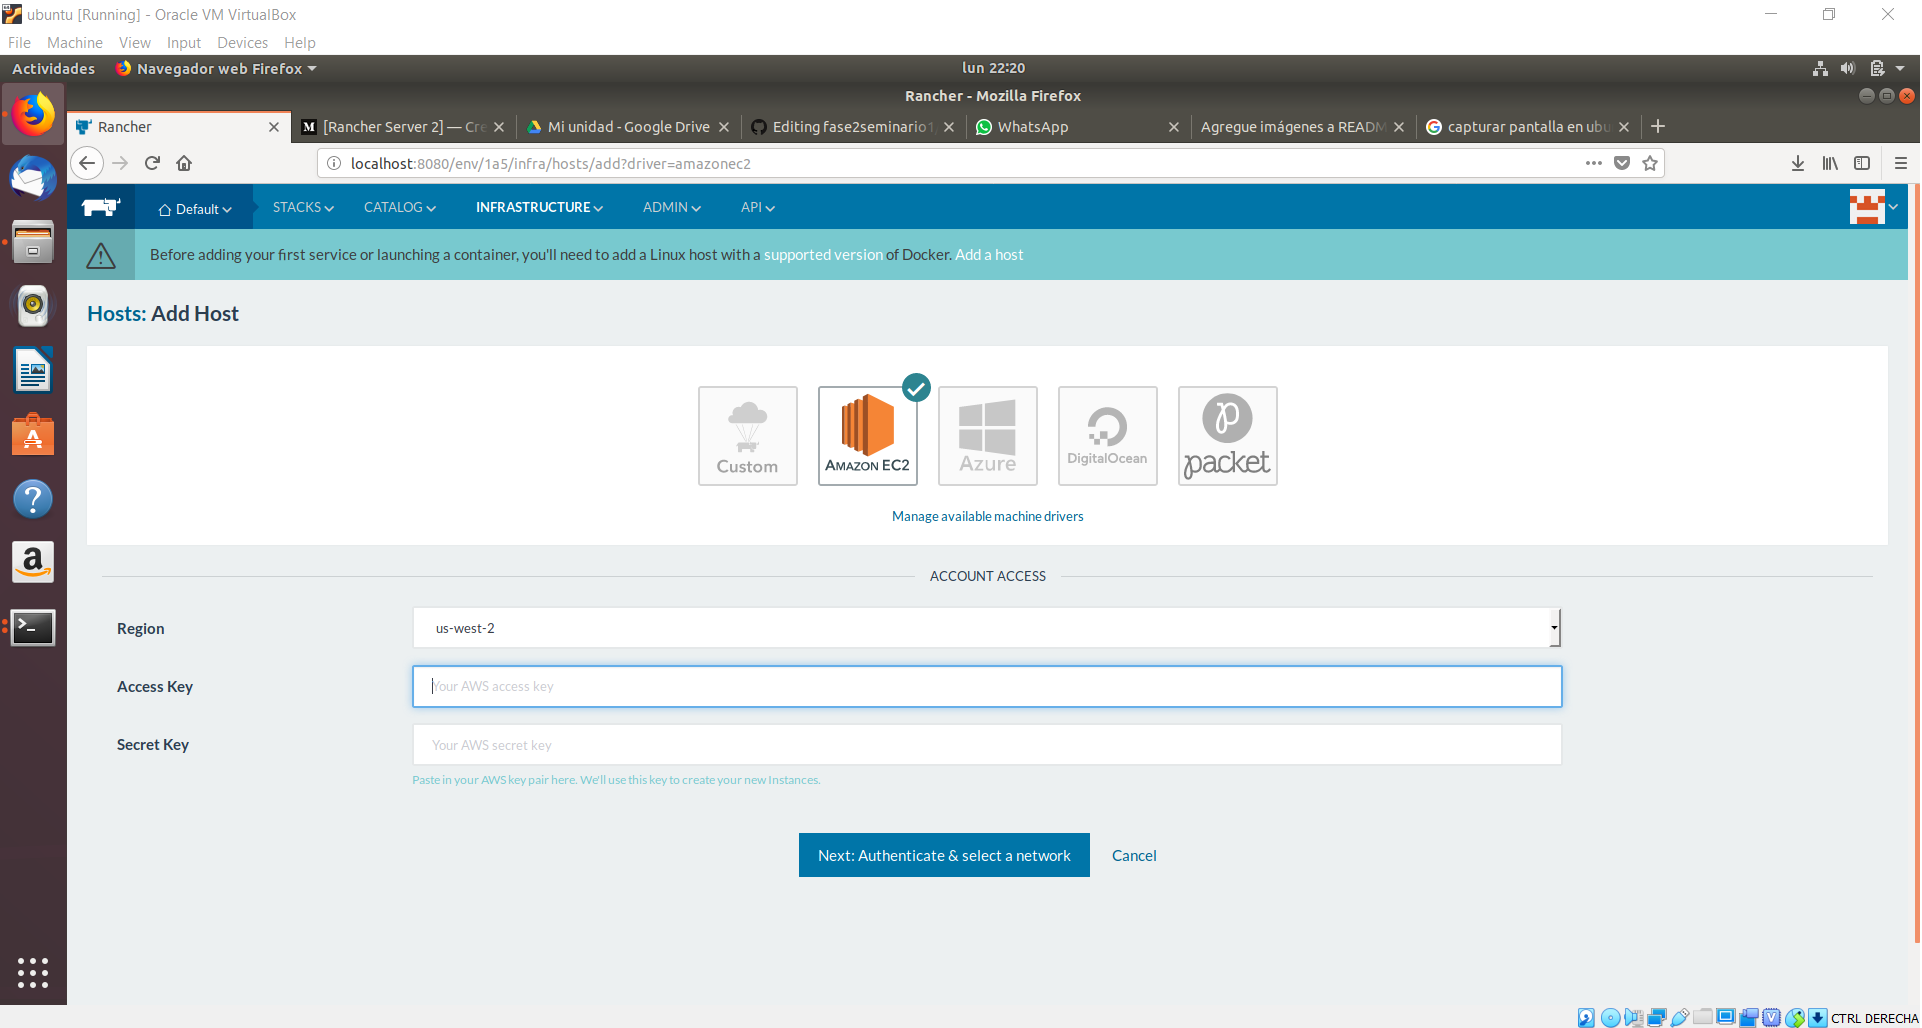 ubuntu [Running] - Oracle VM VirtualBox
File Machine View Input Devices Help
Actividades Navegador web Firefox lun 22:20
Rancher - Mozilla Firefox
Rancher [Rancher Server 2] — Cre Mi unidad - Google Drive Editing fase2seminario1 WhatsApp Agregue imágenes a READM capturar pantalla en ubu
localhost:8080/env/1a5/infra/hosts/add?driver=amazonec2
Default STACKS CATALOG INFRASTRUCTURE ADMIN API
Before adding your first service or launching a container, you'll need to add a Linux host with a supported version of Docker. Add a host
Hosts: Add Host
Custom AMAZON EC2 Azure DigitalOcean packet
Manage available machine drivers
ACCOUNT ACCESS
Region us-west-2
Access Key Your AWS access key
Secret Key Your AWS secret key
Paste in your AWS key pair here. We'll use this key to create your new Instances.
Next: Authenticate & select a network Cancel
CTRL DERECHA